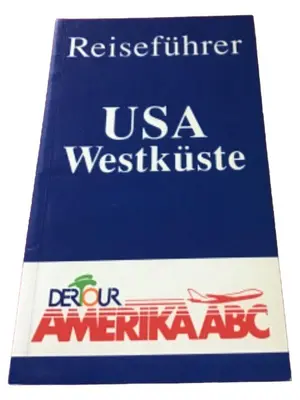 Reiseführer
USA
Westküste
DERTOUR
AMERIKA ABC